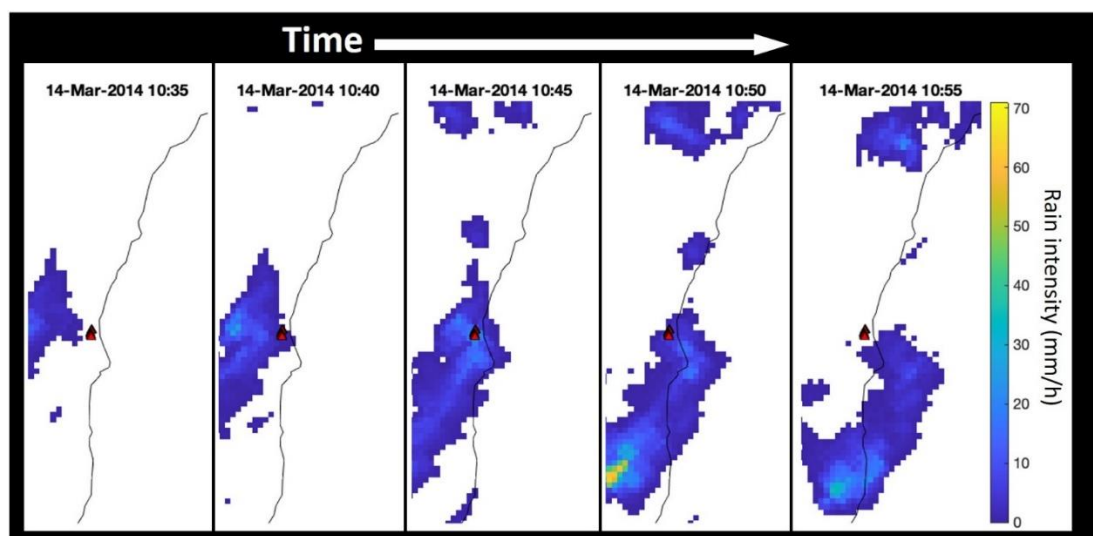 Time
14-Mar-2014 10:35
14-Mar-2014 10:40
14-Mar-2014 10:45
14-Mar-2014 10:50
14-Mar-2014 10:55
70
60
50
40
30
20
10
0
Rain intensity (mm/h)